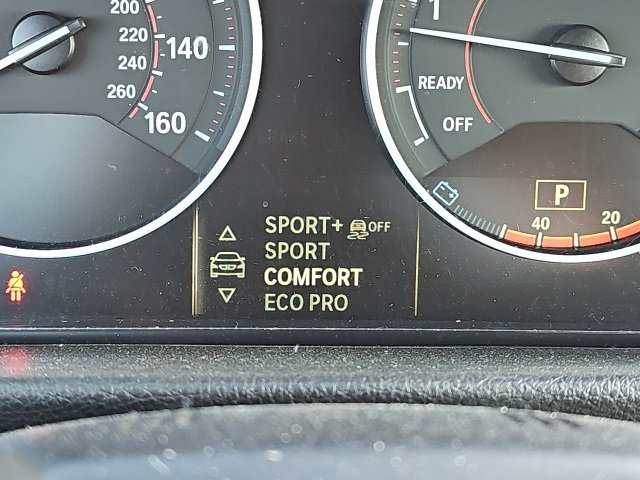 200
220
240
260
140
160
1
READY
OFF
P
40
20
SPORT+ OFF
SPORT
COMFORT
ECO PRO